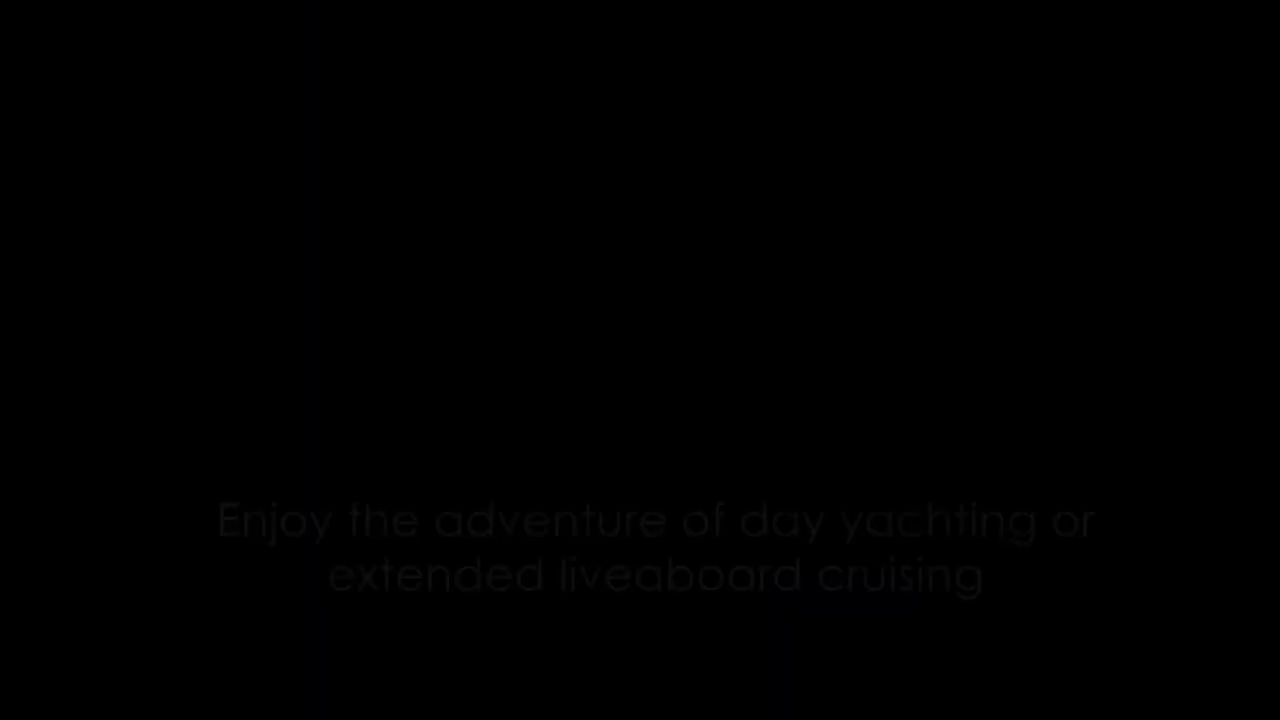 Enjoy the adventure of day yachting or
extended liveaboard cruising